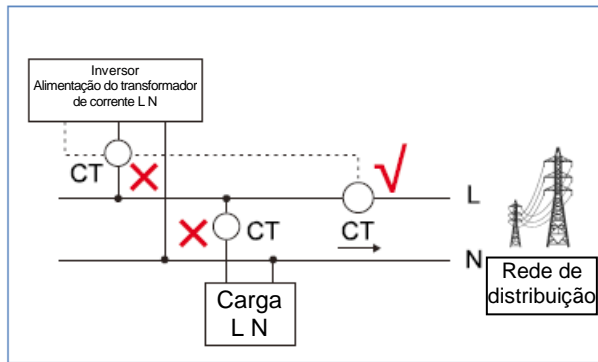 Inversor
Alimentação do transformador
de corrente L N
CT
CT
CT
L
N
Rede de
distribuição
Carga
L N